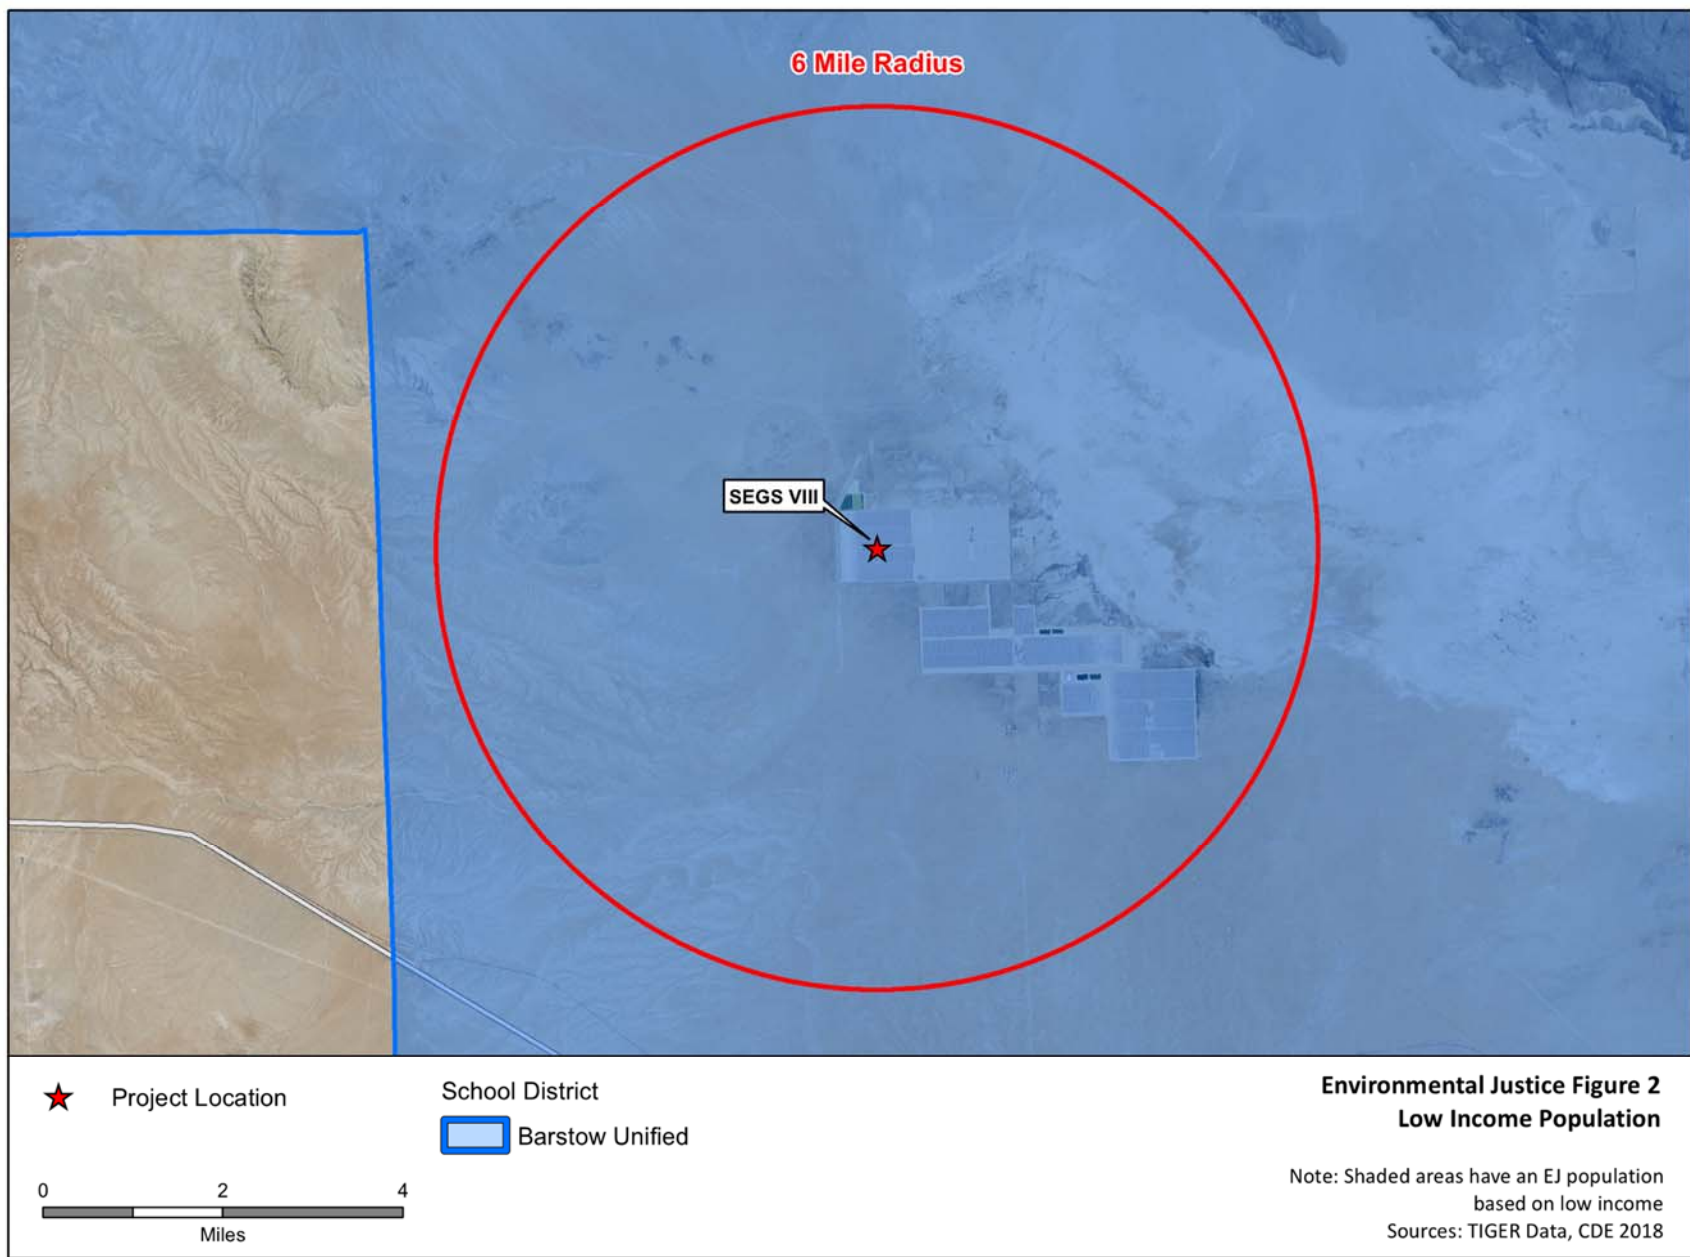 6 Mile Radius
SEGS VIII
Project Location
School District
Barstow Unified
0 2 4
Miles
Environmental Justice Figure 2
Low Income Population
Note: Shaded areas have an EJ population
based on low income
Sources: TIGER Data, CDE 2018